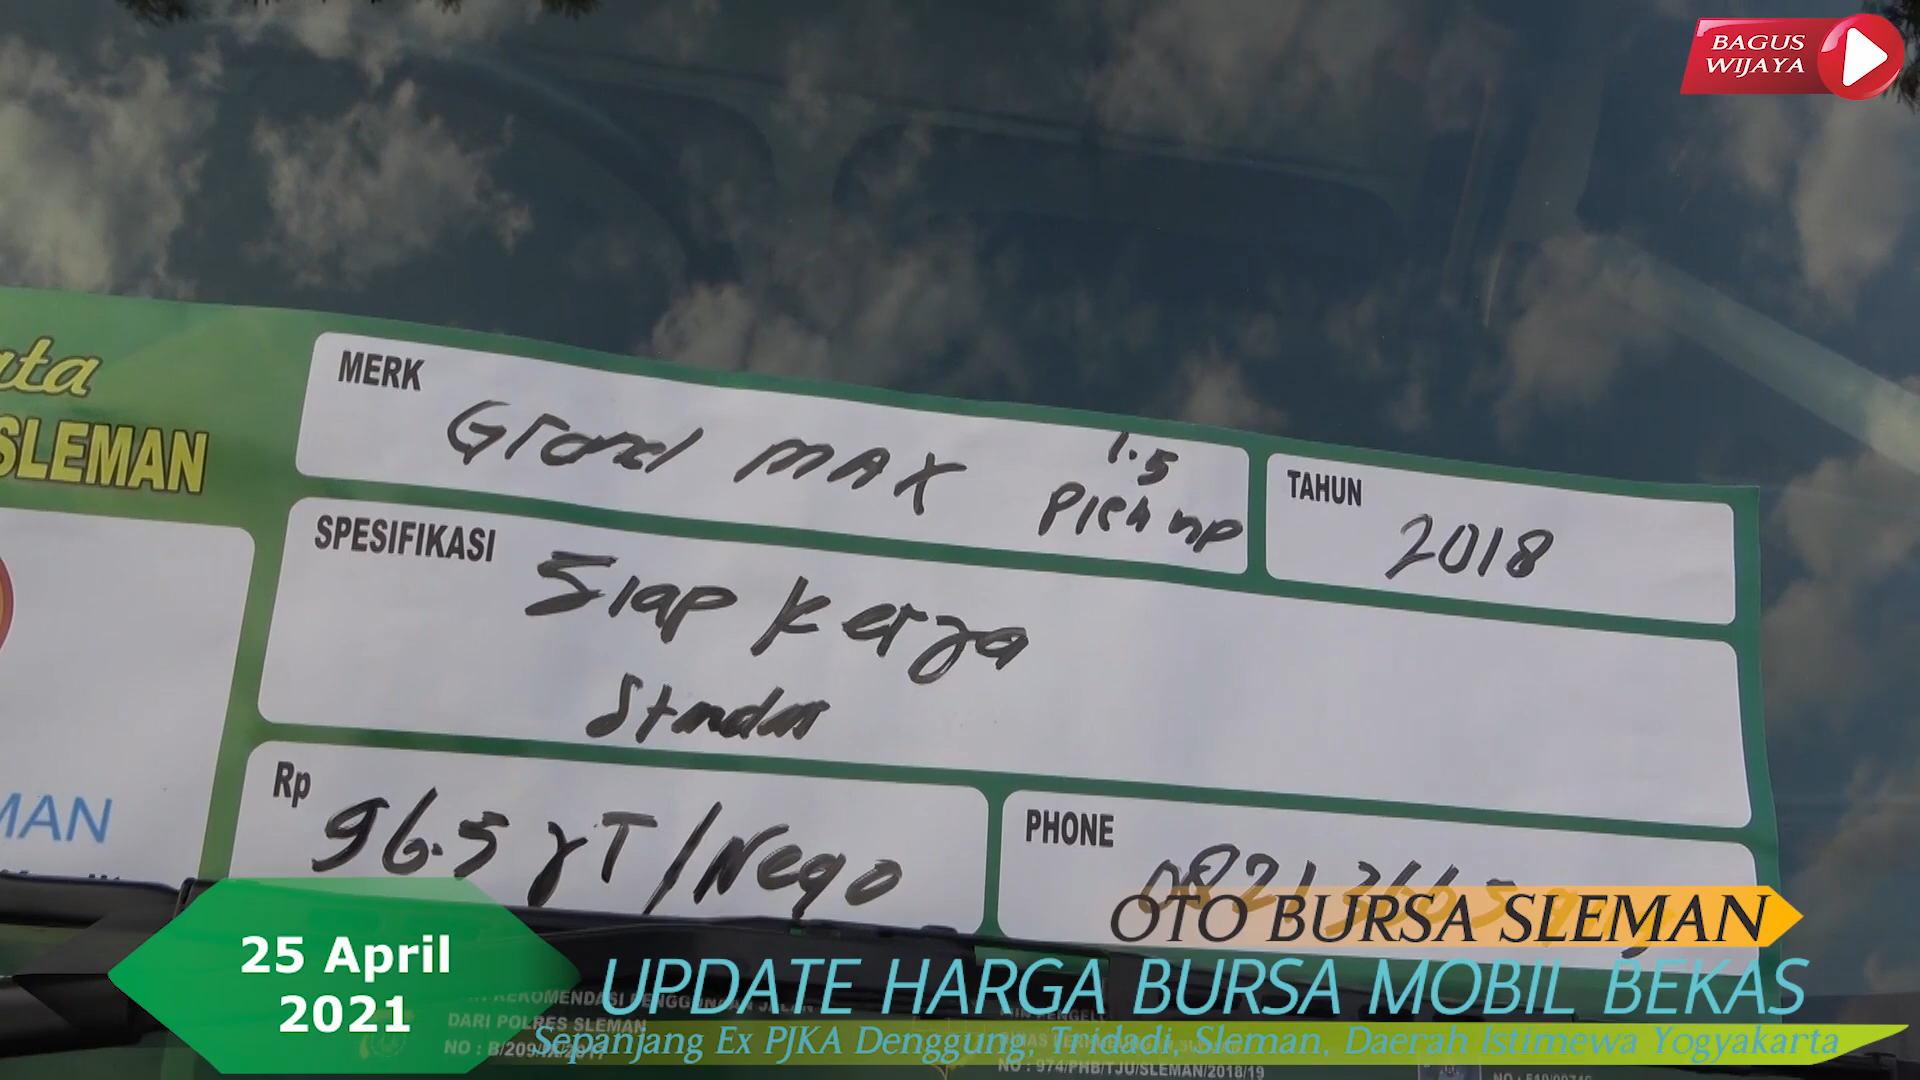 BAGUS
WIJAYA
ata
SLEMAN
MAN
MERK
Grand MAX 1.5
Pick up
TAHUN
2018
SPESIFIKASI
Siap Kerja
Standar
Rp
96.5 YT/Nego
PHONE
25 April
2021
OTO BURSA SLEMAN
UPDATE HARGA BURSA MOBIL BEKAS
Sepanjang Ex PJKA Denggung, Tridadi, Sleman, Daerah Istimewa Yogyakarta
DARI POLRES SLEMAN
NO : 974/PHB/TJU/SLEMAN/2018/19